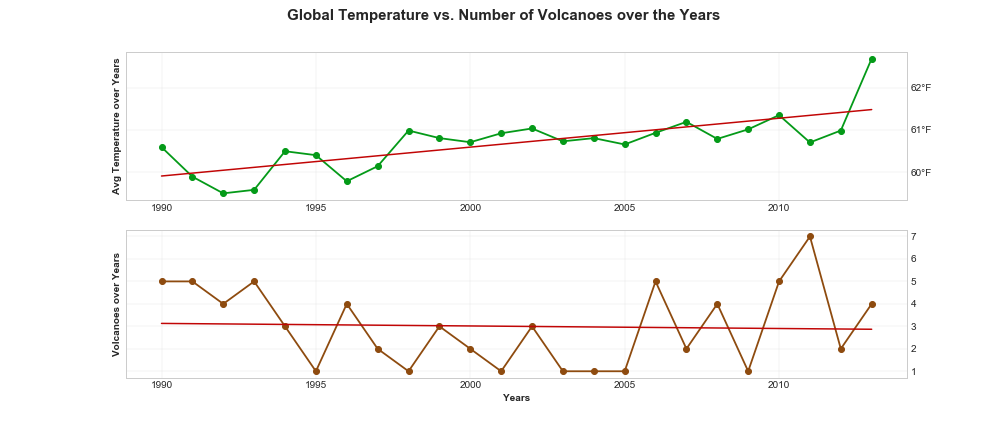 Global Temperature vs. Number of Volcanoes over the Years
Avg Temperature over Years
62°F
61°F
60°F
1990 1995 2000 2005 2010
Volcanoes over Years
7
6
5
4
3
2
1
1990 1995 2000 2005 2010
Years